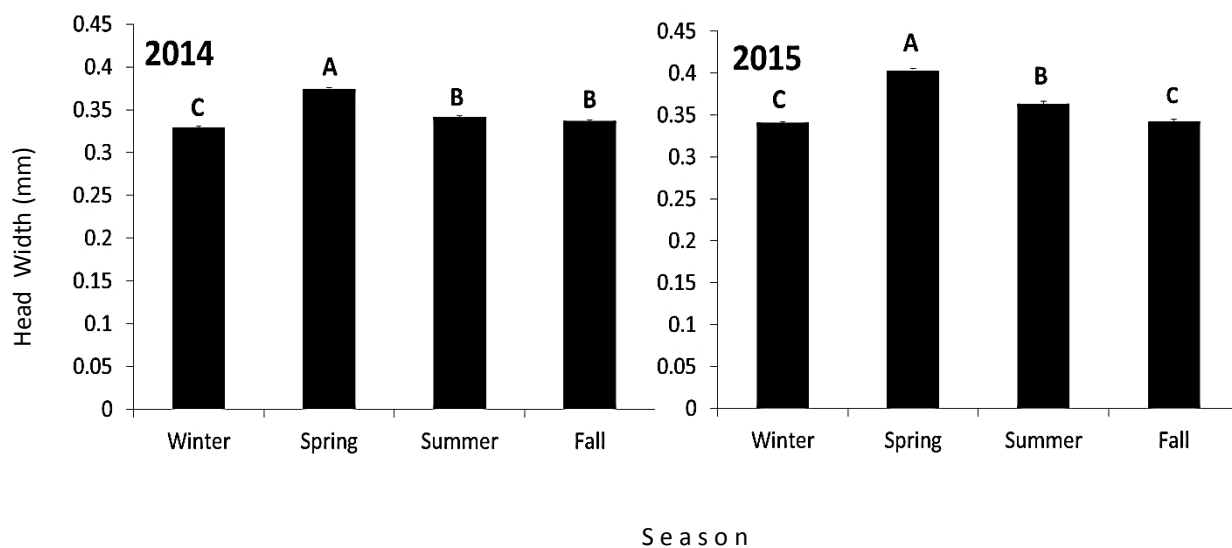 Head Width (mm)
2014
0.45
0.4
0.35
0.3
0.25
0.2
0.15
0.1
0.05
0
C
A
B
B
Winter
Spring
Summer
Fall
2015
0.45
0.4
0.35
0.3
0.25
0.2
0.15
0.1
0.05
0
C
A
B
C
Winter
Spring
Summer
Fall
Season